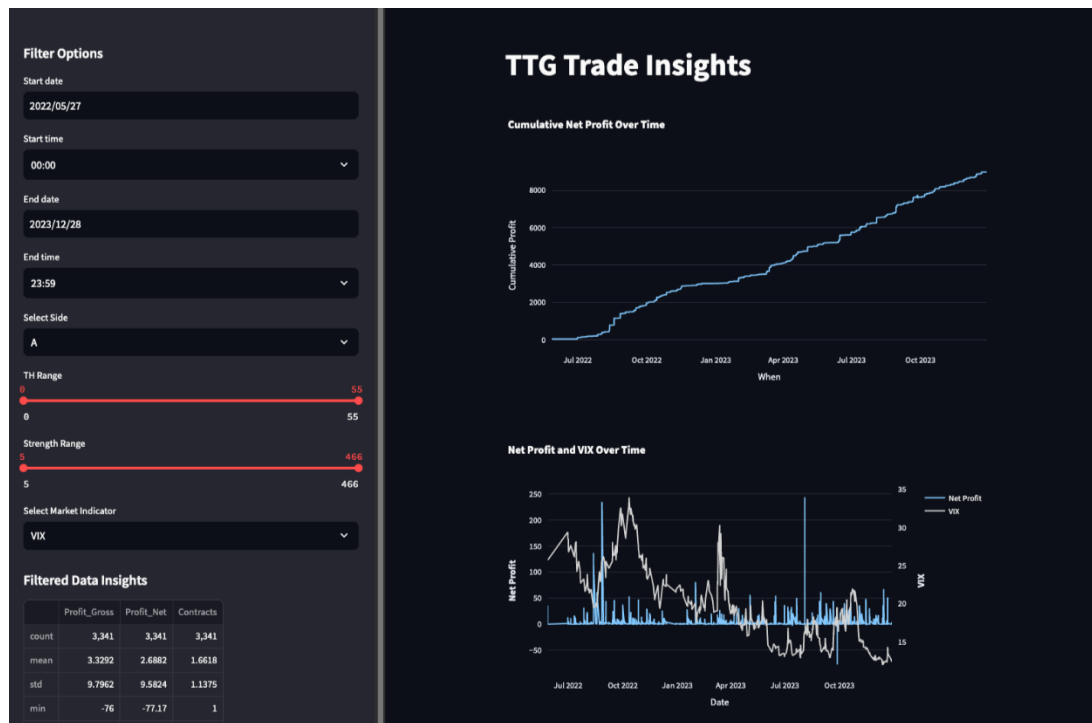 Filter Options
Start date
2022/05/27
Start time
00:00
End date
2023/12/28
End time
23:59
Select Side
A
TH Range
0 55
0 55
Strength Range
5 466
5 466
Select Market Indicator
VIX
Filtered Data Insights
Profit_Gross Profit_Net Contracts
count 3,341 3,341 3,341
mean 3.3292 2.6882 1.6618
std 9.7962 9.5824 1.1375
min -76 -77.17 1
TTG Trade Insights
Cumulative Net Profit Over Time
Cumulative Profit
8000
6000
4000
2000
0
Jul 2022 Oct 2022 Jan 2023 Apr 2023 Jul 2023 Oct 2023
When
Net Profit and VIX Over Time
Net Profit
250
200
150
100
50
0
−50
35
30
25
20
15
VIX
Net Profit
VIX
Jul 2022 Oct 2022 Jan 2023 Apr 2023 Jul 2023 Oct 2023
Date